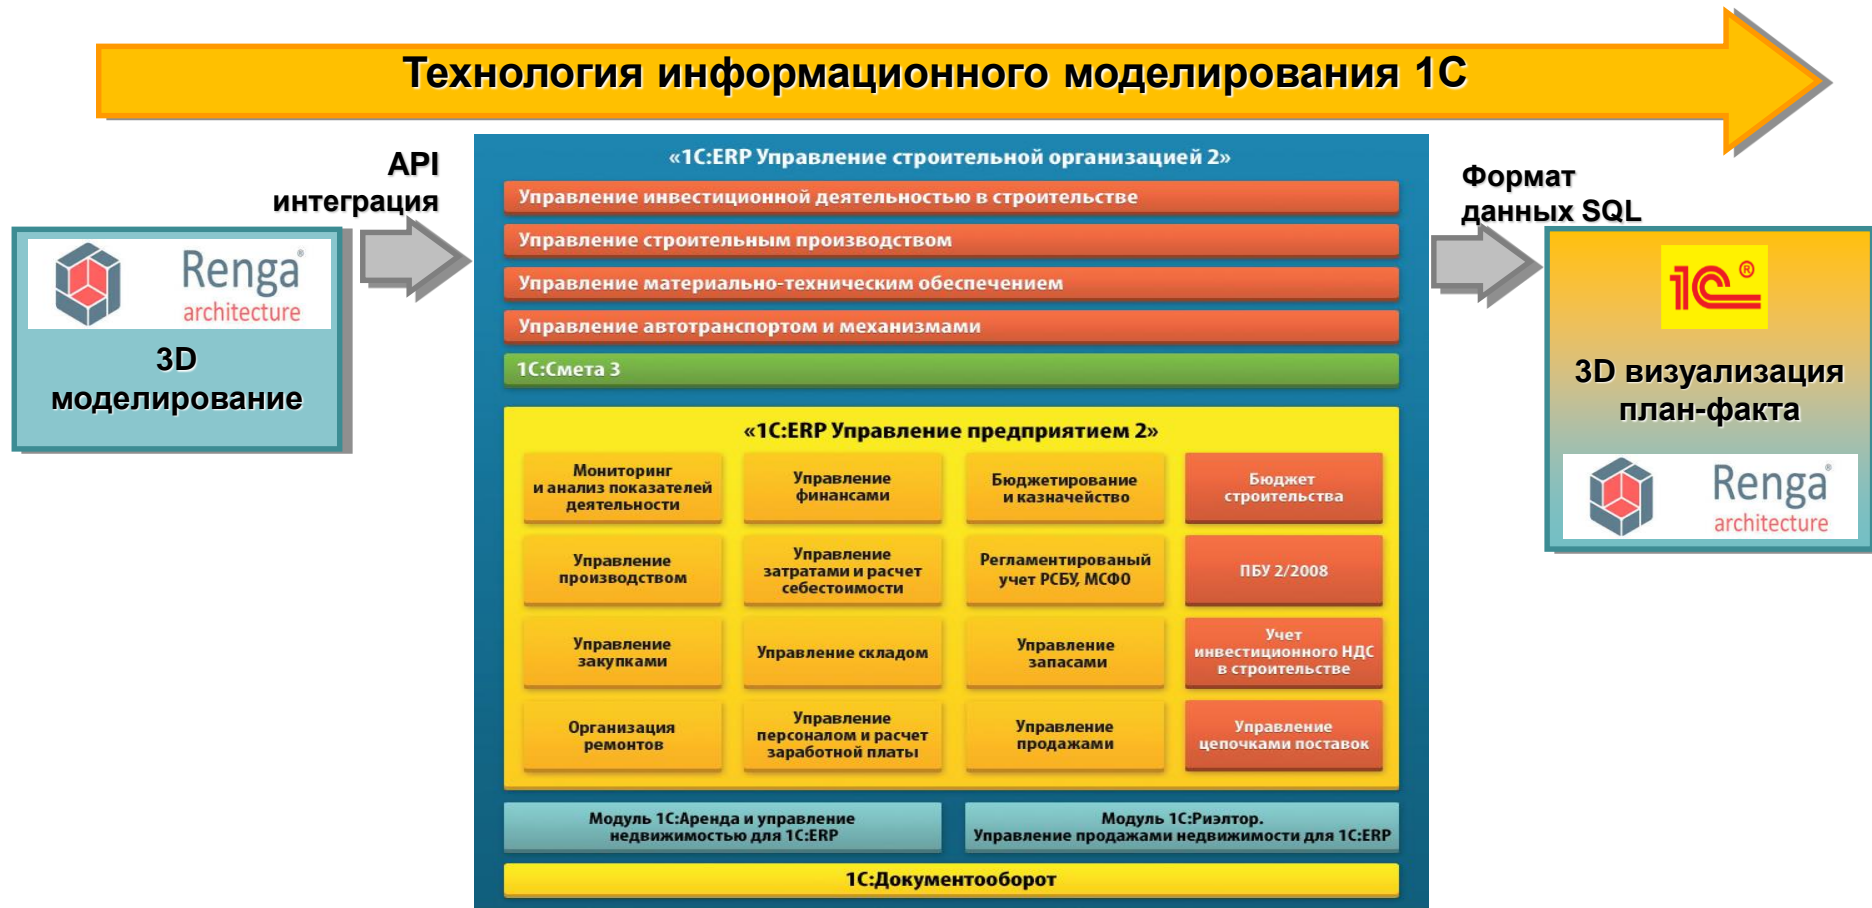 Технология информационного моделирования 1С
API
интеграция
Renga®
architecture
3D
моделирование
«1С:ERP Управление строительной организацией 2»
Управление инвестиционной деятельностью в строительстве
Управление строительным производством
Управление материально-техническим обеспечением
Управление автотранспортом и механизмами
1С:Смета 3
«1С:ERP Управление предприятием 2»
Мониторинг
и анализ показателей
деятельности
Управление
финансами
Бюджетирование
и казначейство
Бюджет
строительства
Управление
производством
Управление
затратами и расчет
себестоимости
Регламентированый
учет РСБУ, МСФО
ПБУ 2/2008
Управление
закупками
Управление складом
Управление
запасами
Учет
инвестиционного НДС
в строительстве
Организация
ремонтов
Управление
персоналом и расчет
заработной платы
Управление
продажами
Управление
цепочками поставок
Модуль 1С:Аренда и управление
недвижимостью для 1С:ERP
Модуль 1С:Риэлтор.
Управление продажами недвижимости для 1С:ERP
1С:Документооборот
Формат
данных SQL
1С®
3D визуализация
план-факта
Renga®
architecture